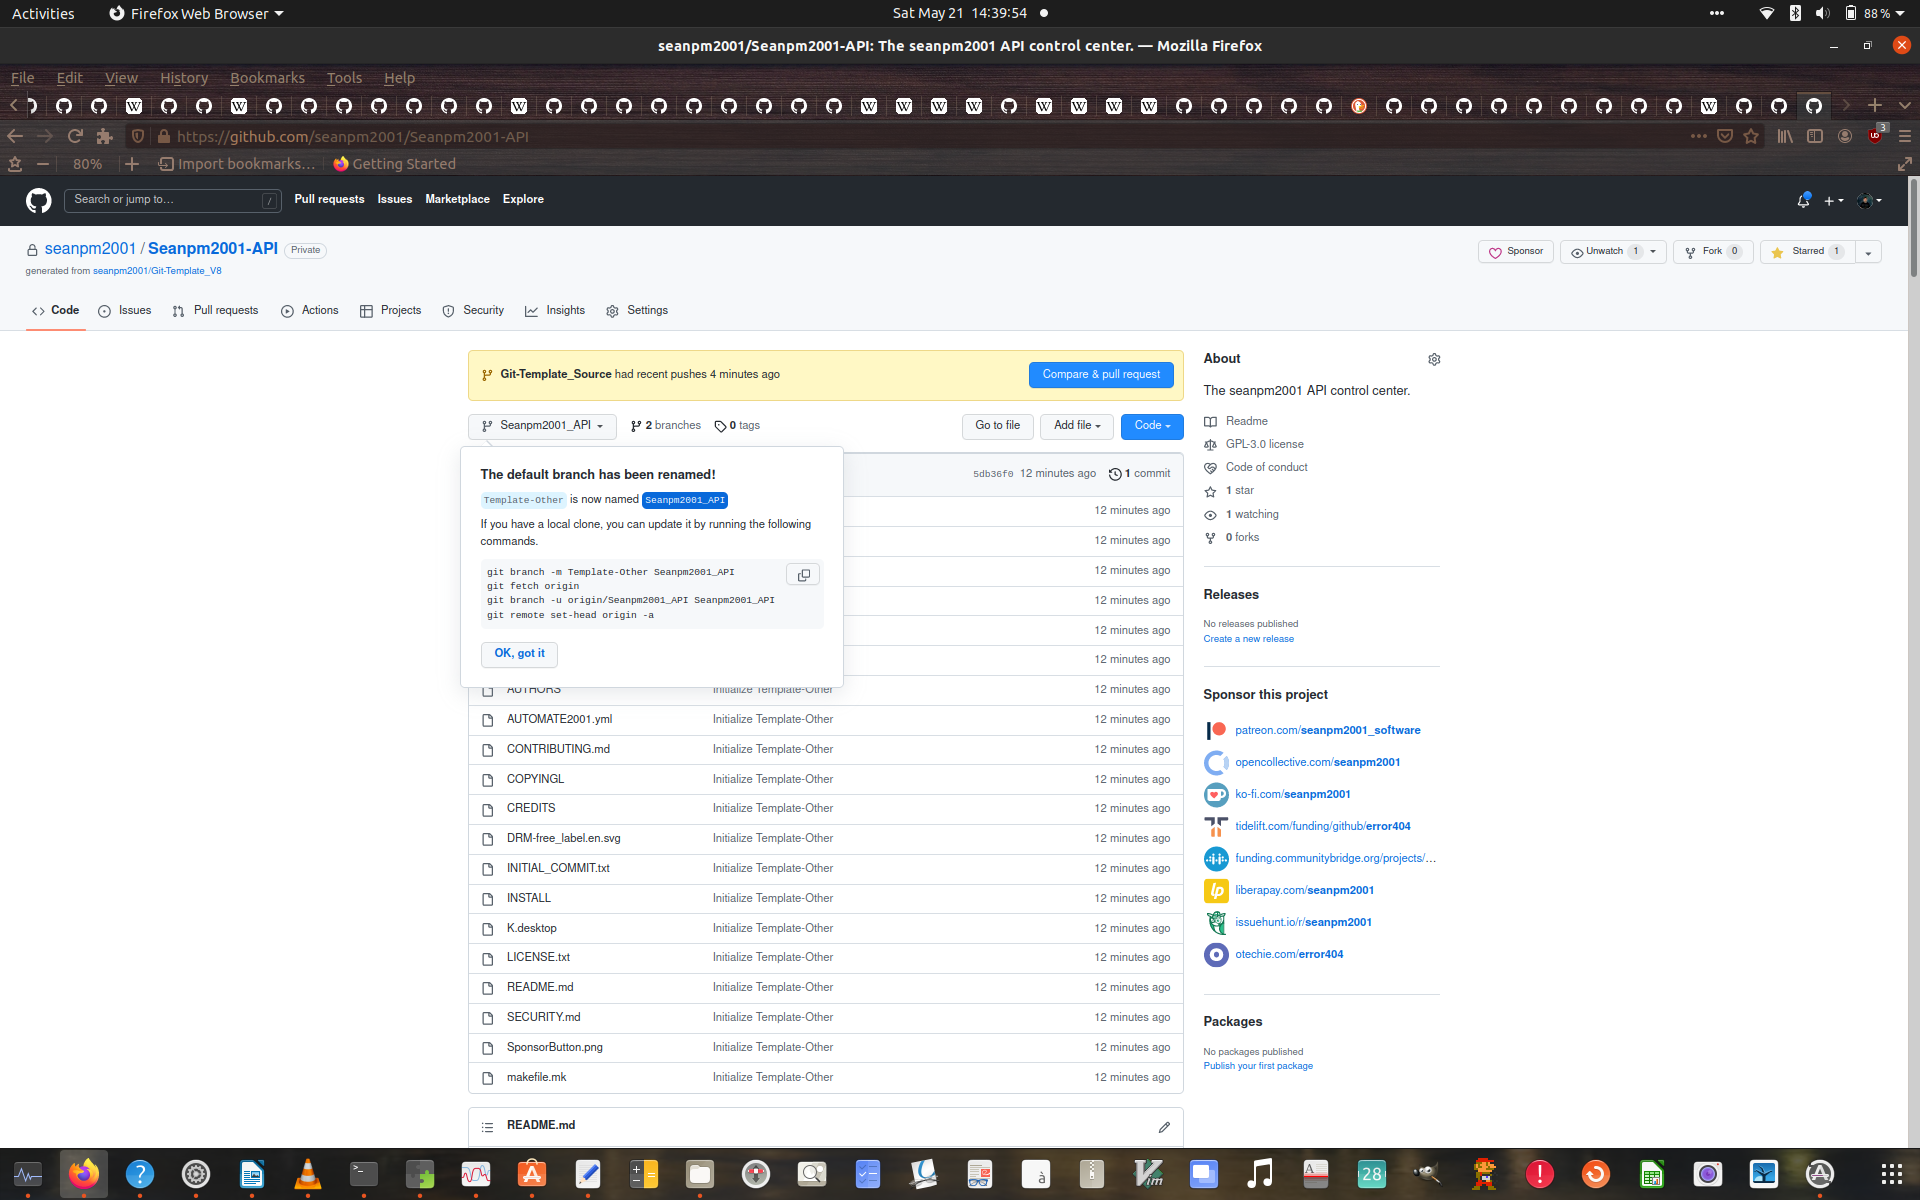 Activities
Firefox Web Browser
Sat May 21 14:39:54
88 %
seanpm2001/Seanpm2001-API: The seanpm2001 API control center. — Mozilla Firefox
File Edit View History Bookmarks Tools Help
https://github.com/seanpm2001/Seanpm2001-API
3
80%
Import bookmarks…
Getting Started
Search or jump to…
/
Pull requests Issues Marketplace Explore
seanpm2001 / Seanpm2001-API
Private
Sponsor
Unwatch 1
Fork 0
Starred 1
generated from seanpm2001/Git-Template_V8
Code Issues Pull requests Actions Projects Security Insights Settings
Git-Template_Source had recent pushes 4 minutes ago
Compare & pull request
Seanpm2001_API
2 branches
0 tags
Go to file
Add file
Code
The default branch has been renamed!
Template-Other is now named Seanpm2001_API
If you have a local clone, you can update it by running the following
commands.
git branch -m Template-Other Seanpm2001_API
git fetch origin
git branch -u origin/Seanpm2001_API Seanpm2001_API
git remote set-head origin -a
OK, got it
5db36f0 12 minutes ago
1 commit
12 minutes ago
12 minutes ago
12 minutes ago
12 minutes ago
12 minutes ago
12 minutes ago
AUTHORS Initialize Template-Other 12 minutes ago
AUTOMATE2001.yml Initialize Template-Other 12 minutes ago
CONTRIBUTING.md Initialize Template-Other 12 minutes ago
COPYINGL Initialize Template-Other 12 minutes ago
CREDITS Initialize Template-Other 12 minutes ago
DRM-free_label.en.svg Initialize Template-Other 12 minutes ago
INITIAL_COMMIT.txt Initialize Template-Other 12 minutes ago
INSTALL Initialize Template-Other 12 minutes ago
K.desktop Initialize Template-Other 12 minutes ago
LICENSE.txt Initialize Template-Other 12 minutes ago
README.md Initialize Template-Other 12 minutes ago
SECURITY.md Initialize Template-Other 12 minutes ago
SponsorButton.png Initialize Template-Other 12 minutes ago
makefile.mk Initialize Template-Other 12 minutes ago
README.md
About
The seanpm2001 API control center.
Readme
GPL-3.0 license
Code of conduct
1 star
1 watching
0 forks
Releases
No releases published
Create a new release
Sponsor this project
patreon.com/seanpm2001_software
opencollective.com/seanpm2001
ko-fi.com/seanpm2001
tidelift.com/funding/github/error404
funding.communitybridge.org/projects/…
liberapay.com/seanpm2001
issuehunt.io/r/seanpm2001
otechie.com/error404
Packages
No packages published
Publish your first package
28